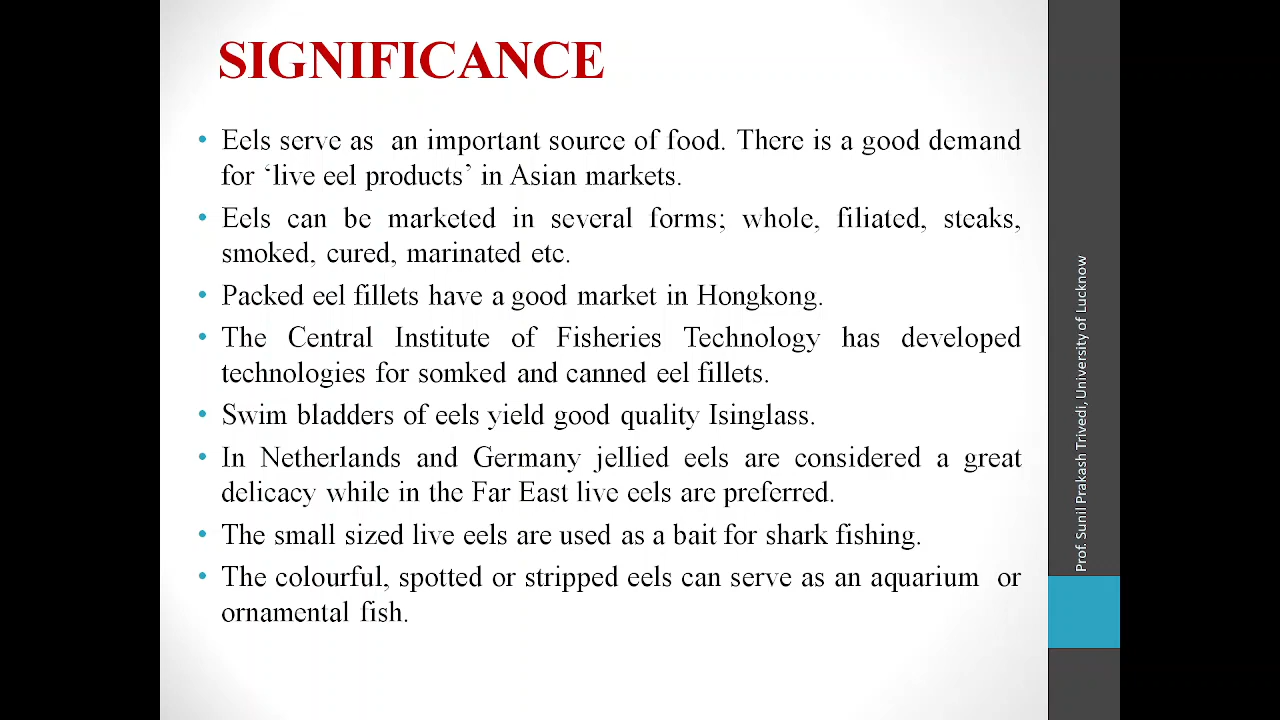 SIGNIFICANCE
• Eels serve as an important source of food. There is a good demand
for ‘live eel products’ in Asian markets.
• Eels can be marketed in several forms; whole, filiated, steaks,
smoked, cured, marinated etc.
• Packed eel fillets have a good market in Hongkong.
• The Central Institute of Fisheries Technology has developed
technologies for somked and canned eel fillets.
• Swim bladders of eels yield good quality Isinglass.
• In Netherlands and Germany jellied eels are considered a great
delicacy while in the Far East live eels are preferred.
• The small sized live eels are used as a bait for shark fishing.
• The colourful, spotted or stripped eels can serve as an aquarium or
ornamental fish.
Prof. Sunil Prakash Trivedi, University of Lucknow